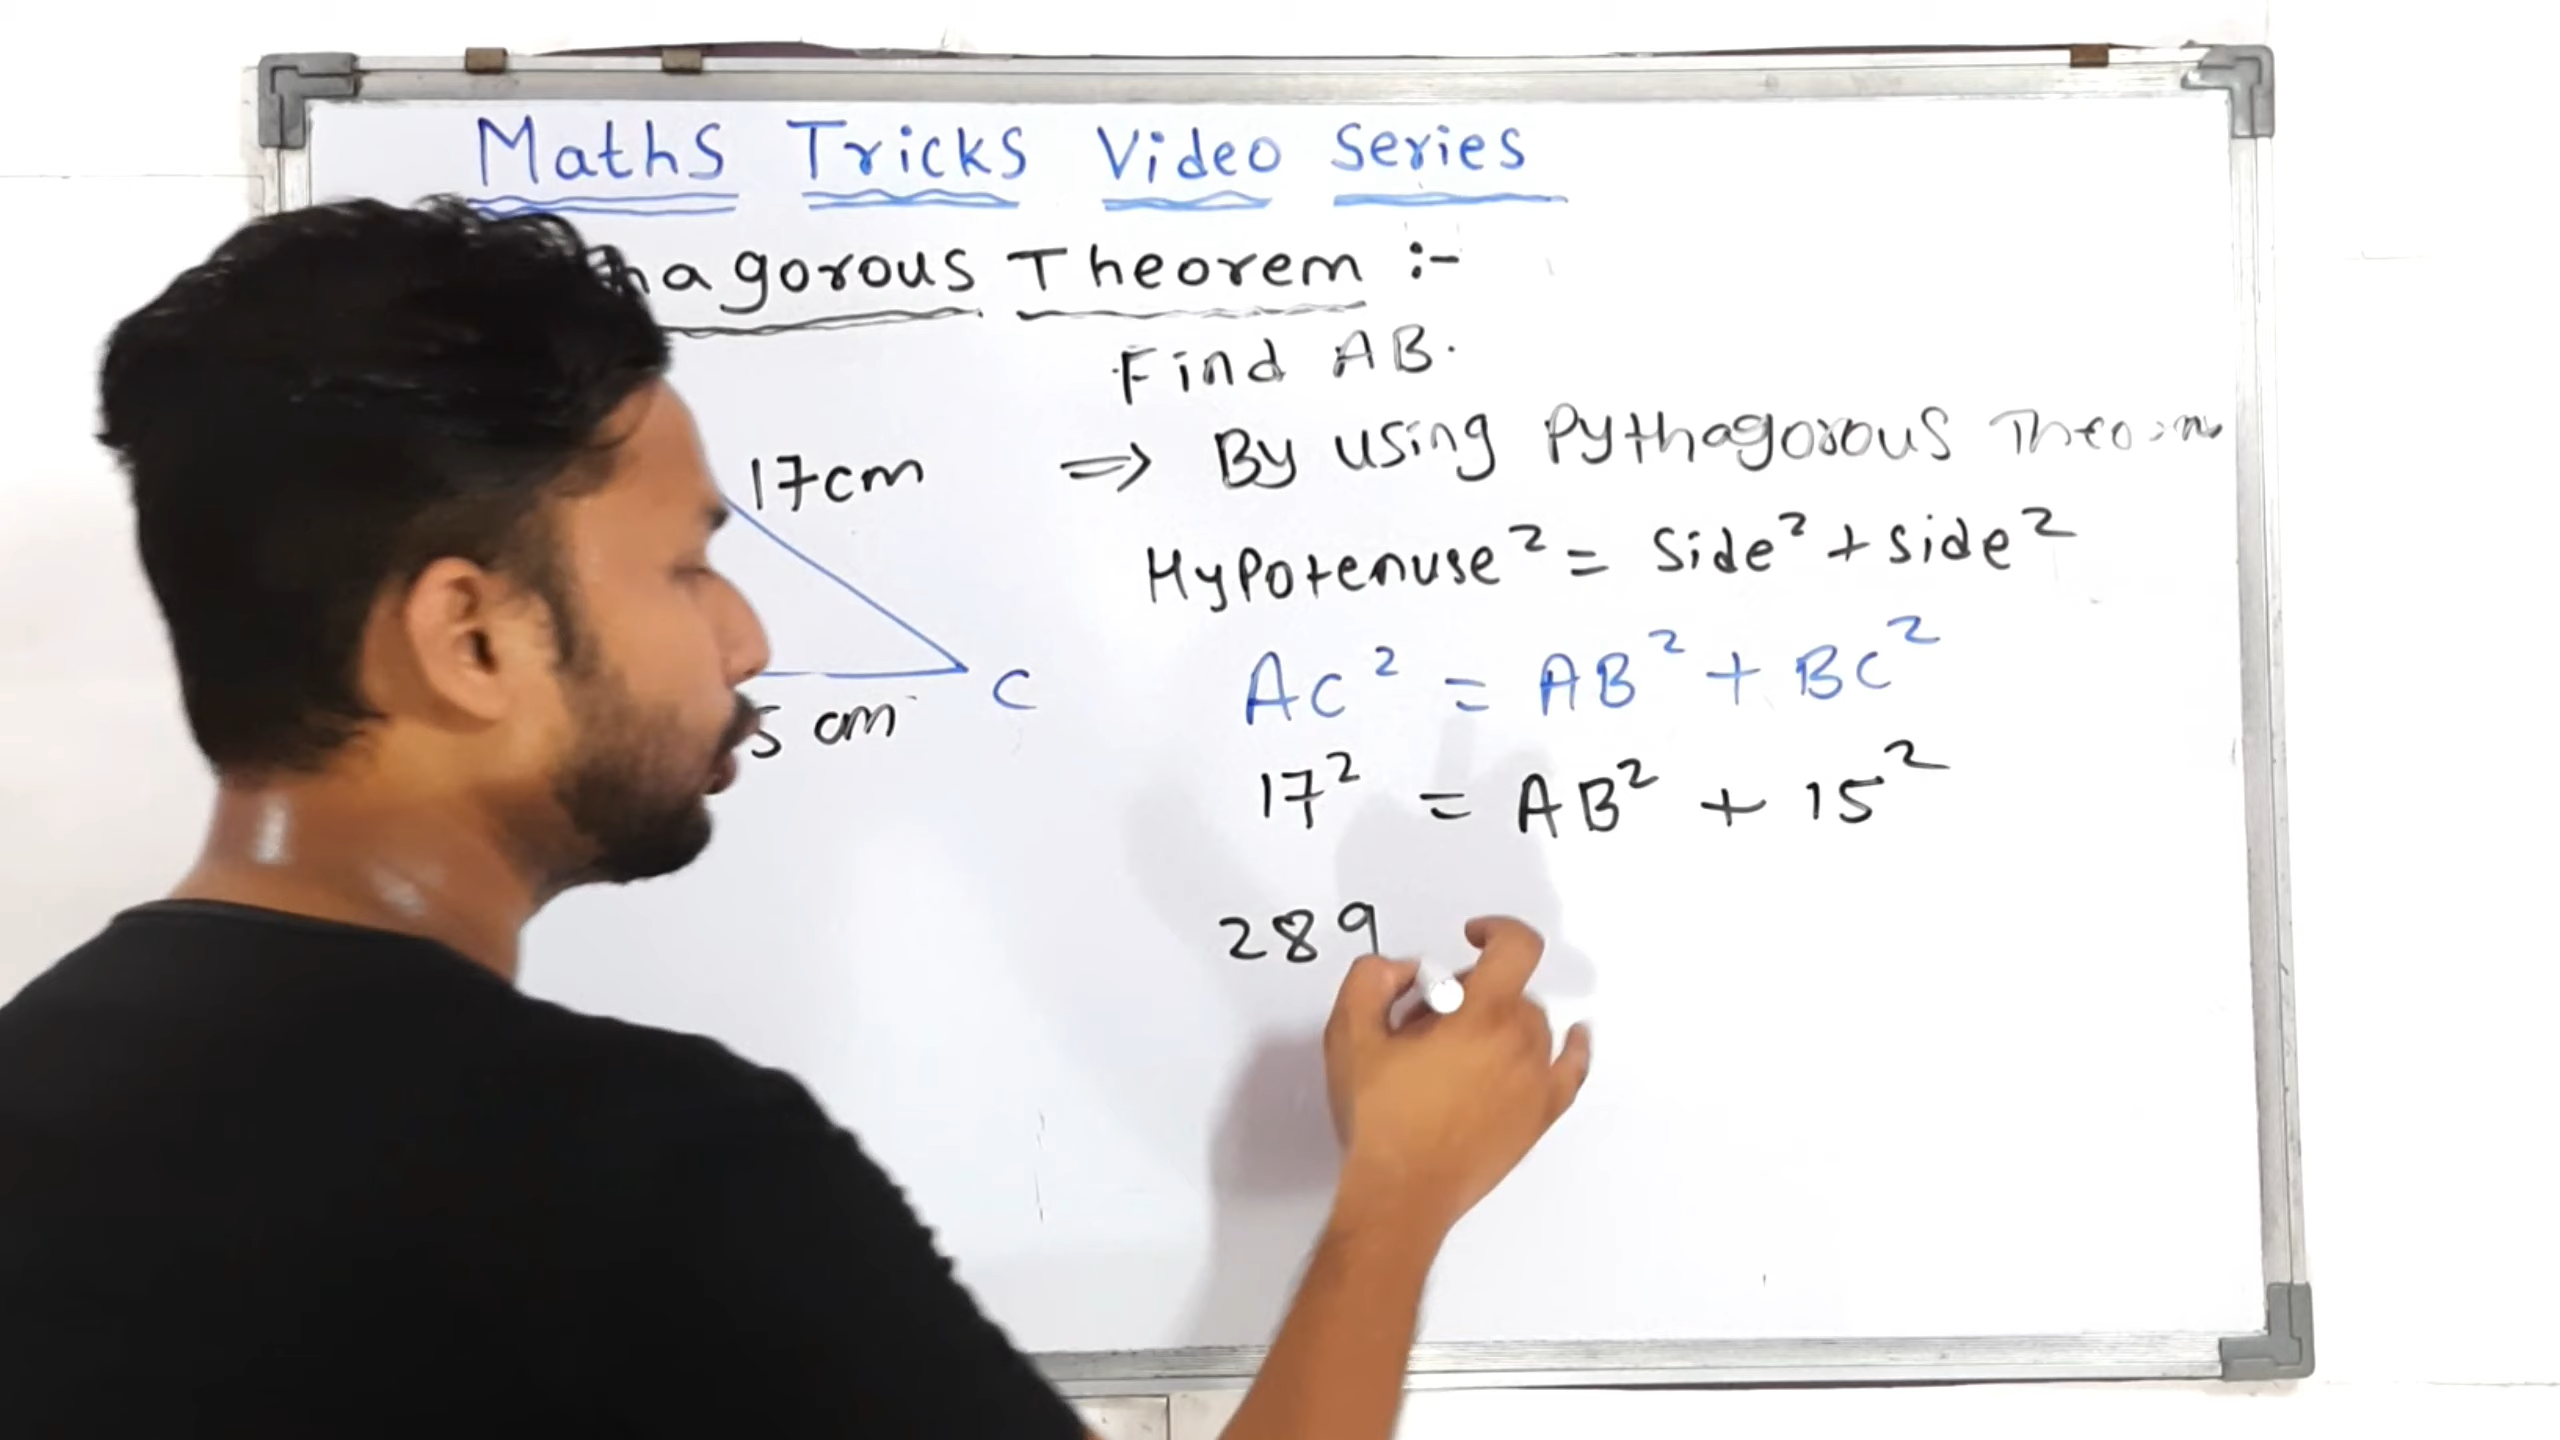 Maths Tricks Video Series
hagorous Theorem :-
Find AB.
17cm
⇒ By using Pythagorous
Hypotenuse² = Side² + Side²
C
5 cm
AC² = AB² + BC²
17² = AB² + 15²
289